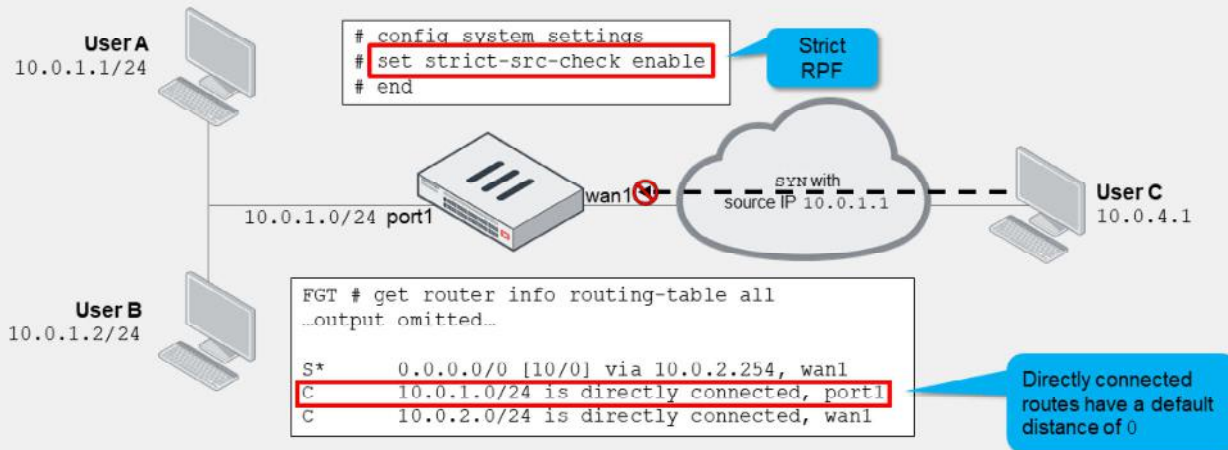 User A
10.0.1.1/24
# config system settings
# set strict-src-check enable
# end
Strict
RPF
10.0.1.0/24 port1
wan1
SYN with
source IP 10.0.1.1
User C
10.0.4.1
User B
10.0.1.2/24
FGT # get router info routing-table all
…output omitted…
S* 0.0.0.0/0 [10/0] via 10.0.2.254, wan1
C 10.0.1.0/24 is directly connected, port1
C 10.0.2.0/24 is directly connected, wan1
Directly connected
routes have a default
distance of 0